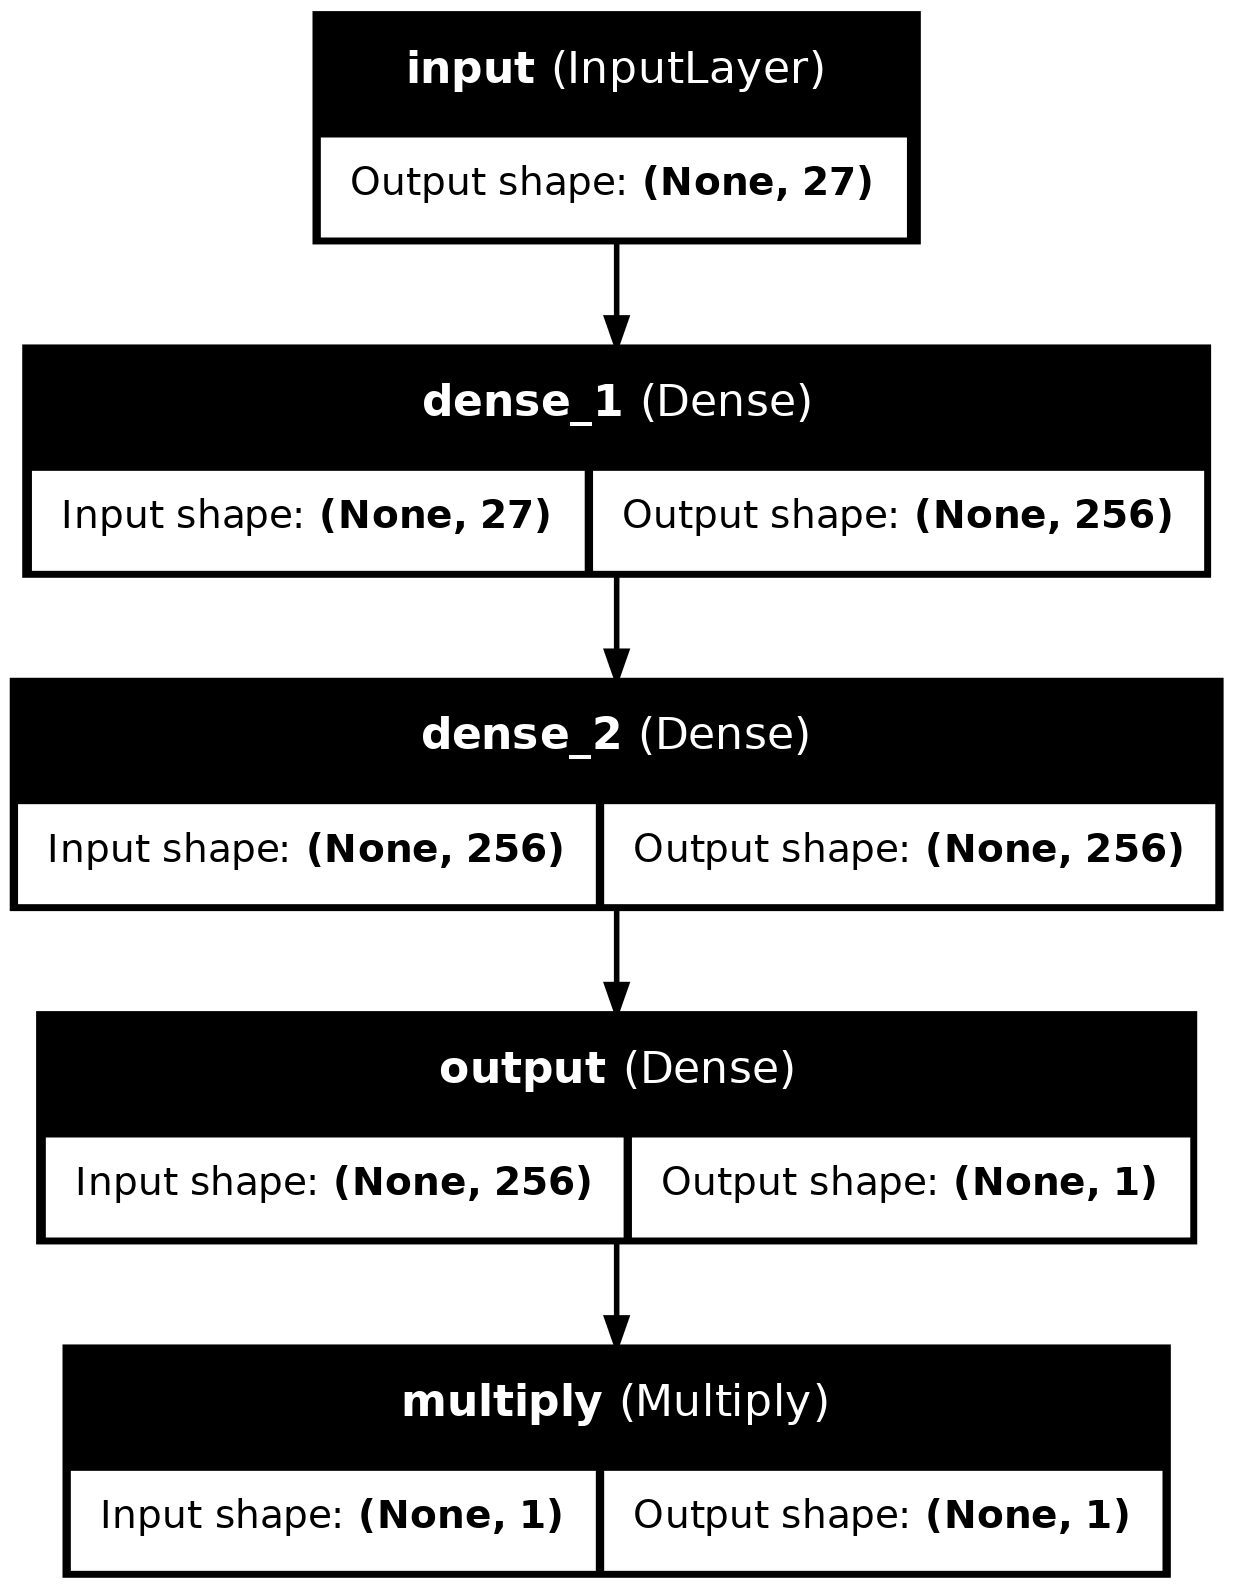 input (InputLayer)
Output shape: (None, 27)
dense_1 (Dense)
Input shape: (None, 27) Output shape: (None, 256)
dense_2 (Dense)
Input shape: (None, 256) Output shape: (None, 256)
output (Dense)
Input shape: (None, 256) Output shape: (None, 1)
multiply (Multiply)
Input shape: (None, 1) Output shape: (None, 1)